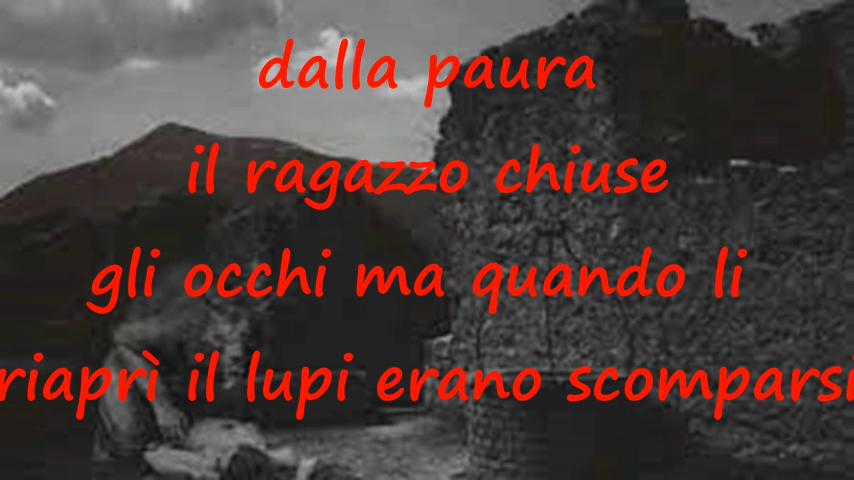 dalla paura
il ragazzo chiuse
gli occhi ma quando li
riaprì il lupi erano scomparsi